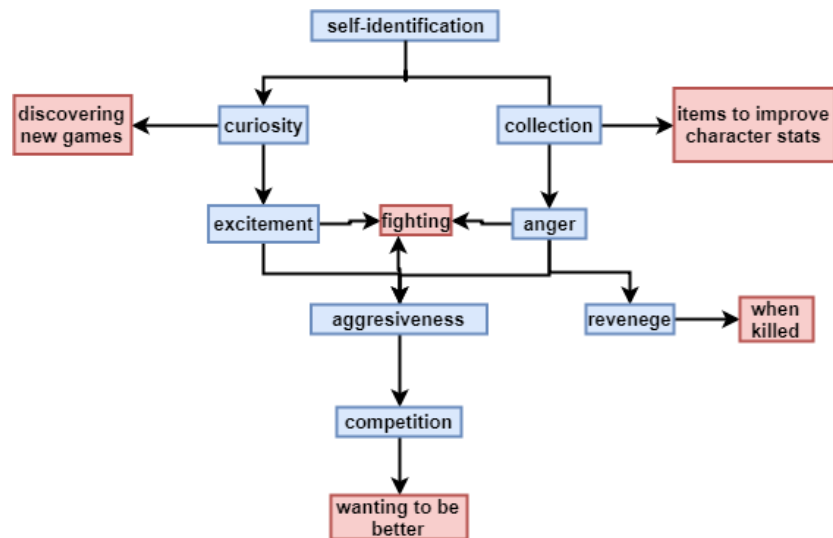 self-identification
discovering
new games
curiosity
collection
items to improve
character stats
excitement
fighting
anger
aggresiveness
revenege
when
killed
competition
wanting to be
better